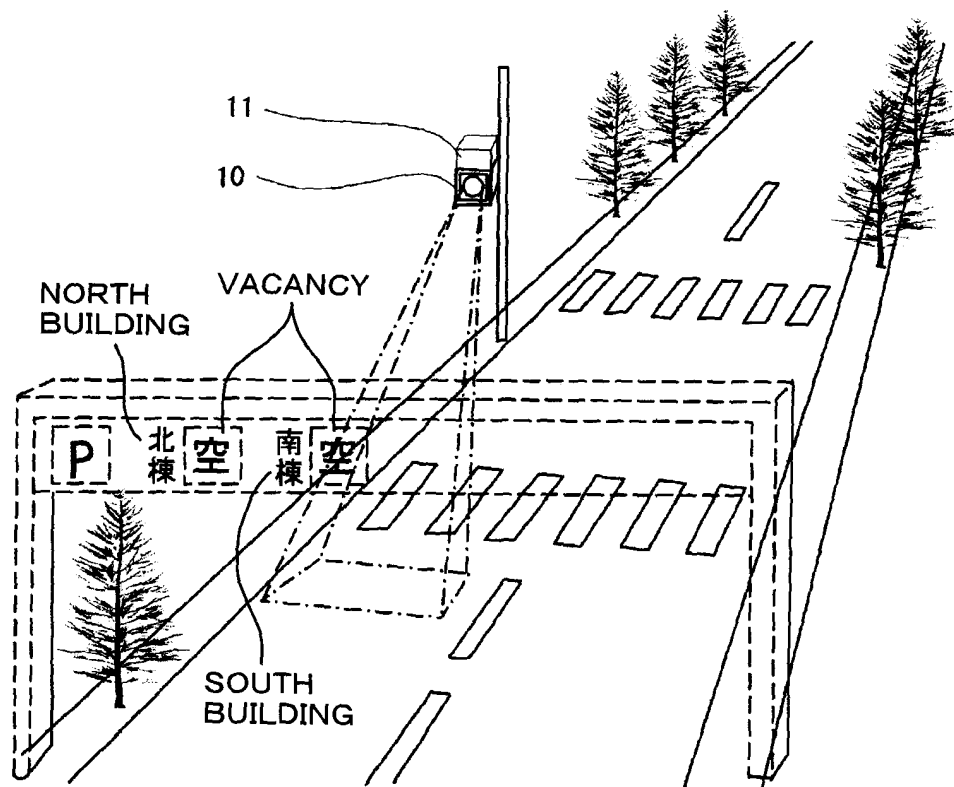 11
10
NORTH
BUILDING
VACANCY
P
北棟
空
南棟
空
SOUTH
BUILDING